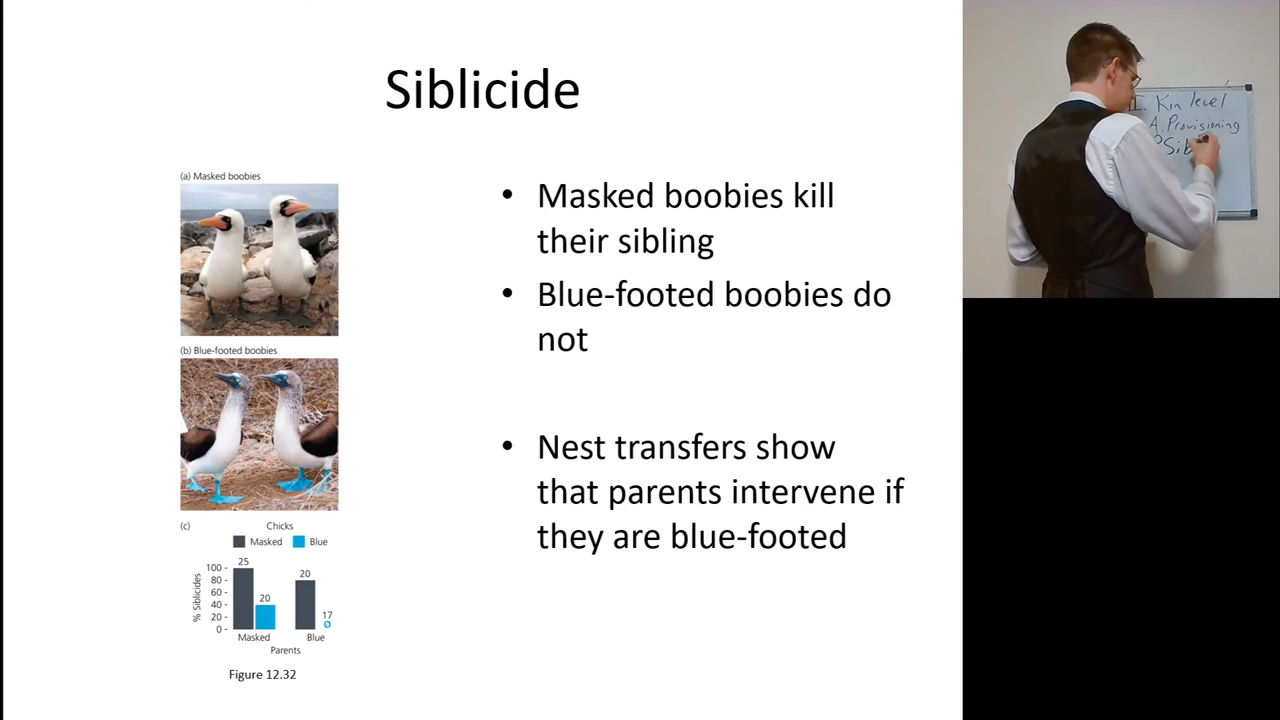 Siblicide
(a) Masked boobies
(b) Blue-footed boobies
(c)
Chicks
Masked Blue
% Siblicides
100 -
80 -
60 -
40 -
20 -
0 -
25
20
20
17
Ø
Masked Blue
Parents
Figure 12.32
• Masked boobies kill
their sibling
• Blue-footed boobies do
not
• Nest transfers show
that parents intervene if
they are blue-footed
I. Kin level
A. Provisioning
Sib